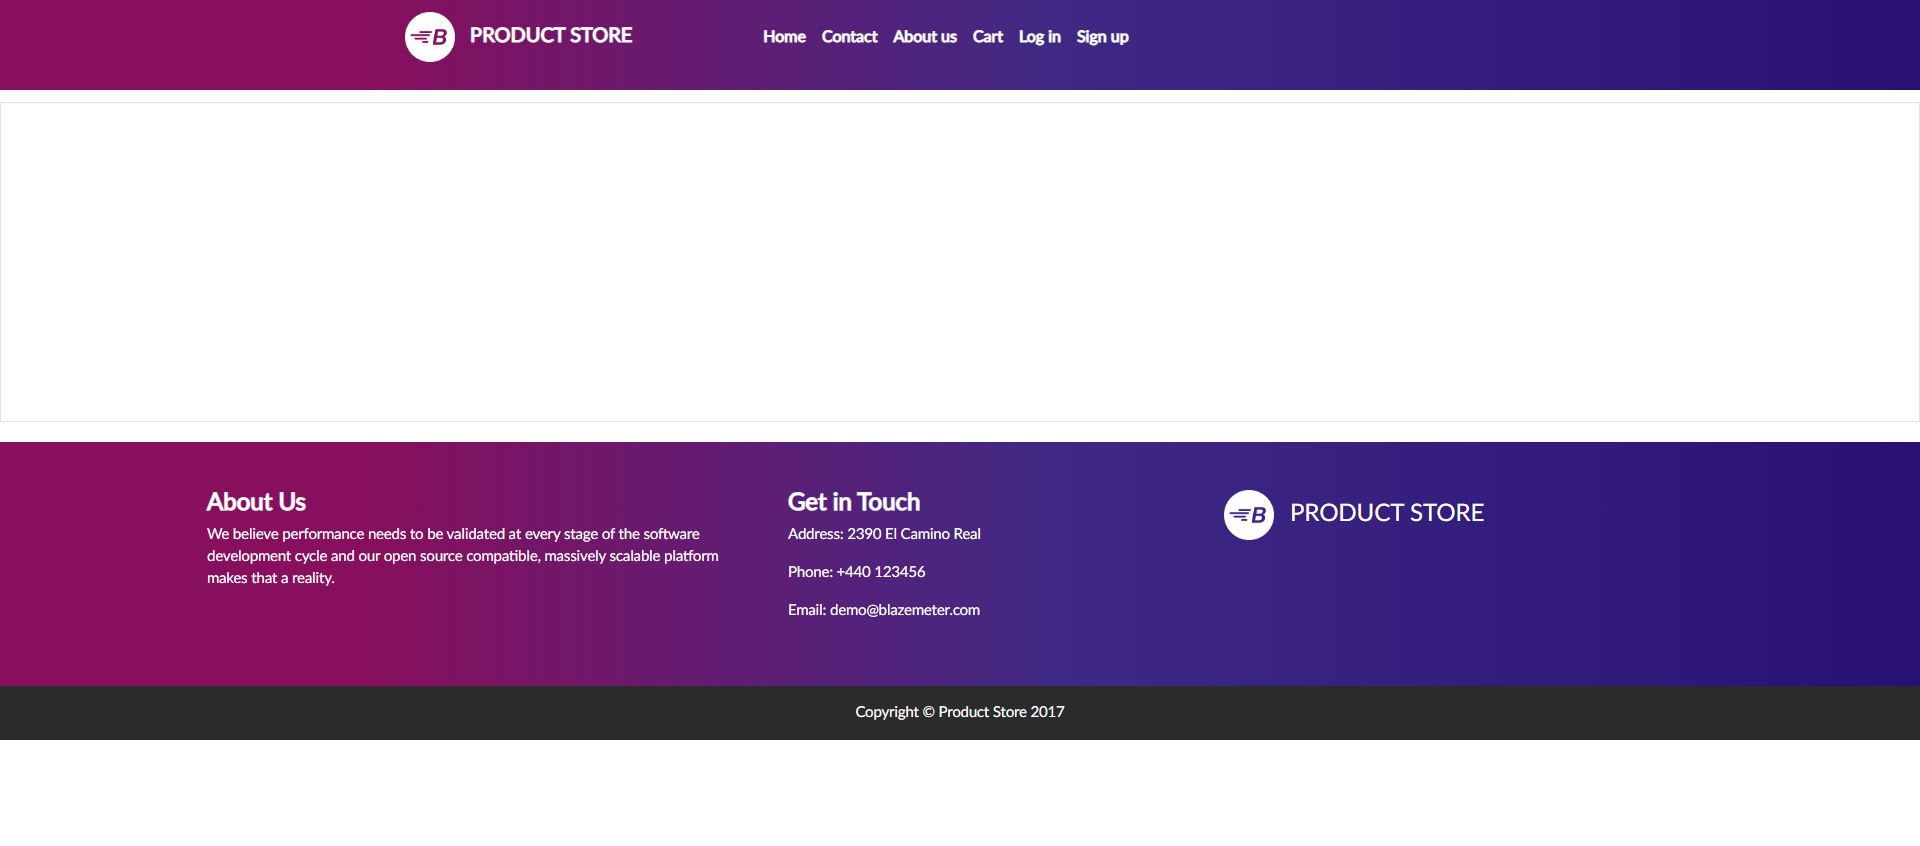 B PRODUCT STORE Home Contact About us Cart Log in Sign up
About Us
We believe performance needs to be validated at every stage of the software
development cycle and our open source compatible, massively scalable platform
makes that a reality.
Get in Touch
Address: 2390 El Camino Real
Phone: +440 123456
Email: demo@blazemeter.com
B PRODUCT STORE
Copyright © Product Store 2017